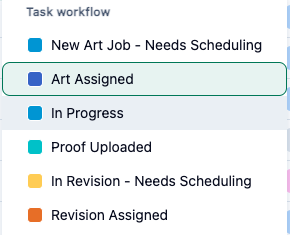 Task workflow
New Art Job - Needs Scheduling
Art Assigned
In Progress
Proof Uploaded
In Revision - Needs Scheduling
Revision Assigned